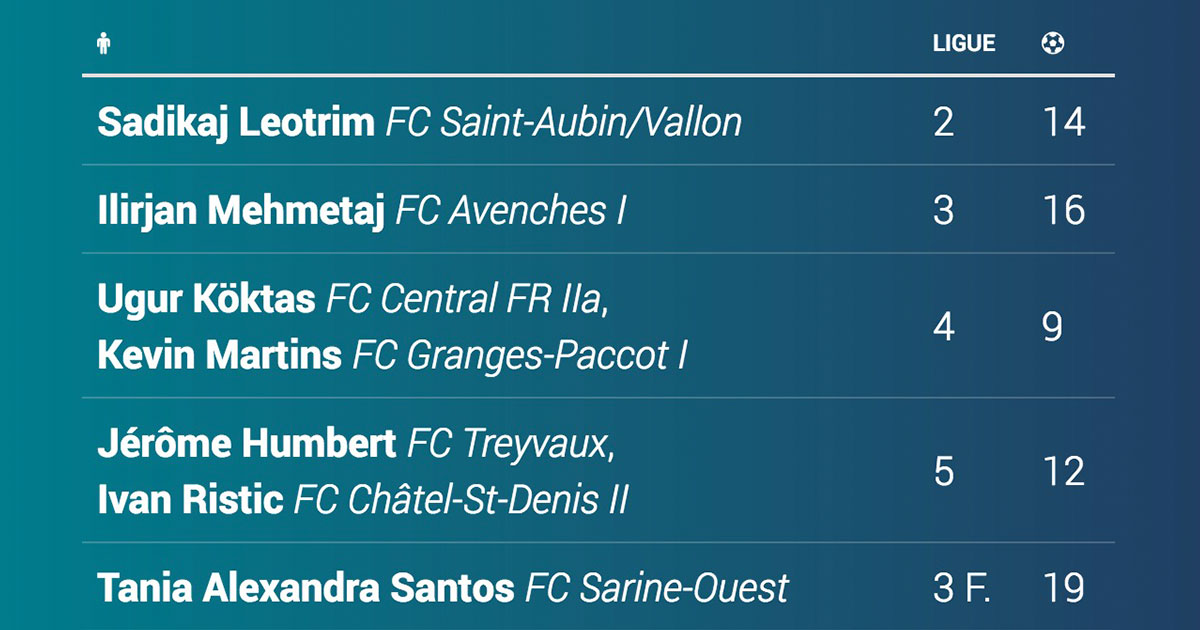 LIGUE
Sadikaj Leotrim FC Saint-Aubin/Vallon 2 14
Ilirjan Mehmetaj FC Avenches I 3 16
Ugur Köktas FC Central FR IIa,
Kevin Martins FC Granges-Paccot I 4 9
Jérôme Humbert FC Treyvaux,
Ivan Ristic FC Châtel-St-Denis II 5 12
Tania Alexandra Santos FC Sarine-Ouest 3 F. 19